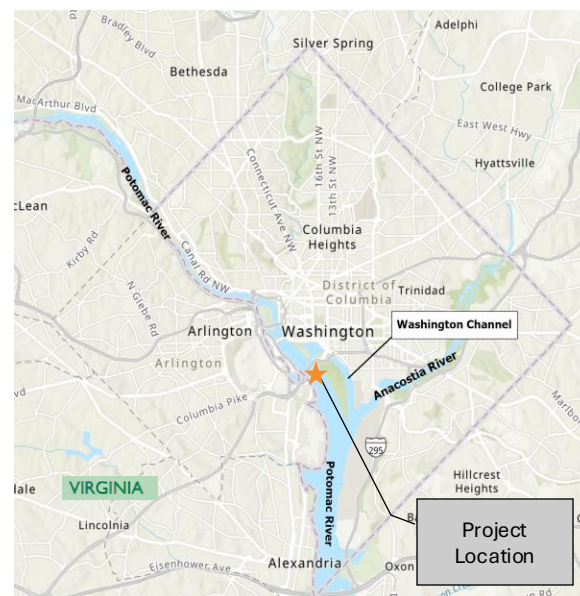 Adelphi
Bradley Blvd
Silver Spring
Bethesda
College Park
MacArthur Blvd
East West Hwy
Hyattsville
16th St NW
13th St NW
Connecticut Ave NW
Potomac River
cLean
Kirby Rd
Columbia
Heights
Canal Rd NW
District of
Columbia
Trinidad
N Glebe Rd
Arlington
Washington
Washington Channel
Arlington
Anacostia River
Columbia Pike
Marlbo
vd
295
Potomac River
Hillcrest
Heights
dale
VIRGINIA
Lincolnia
Project
Location
Alexandria
Eisenhower Ave
Oxon